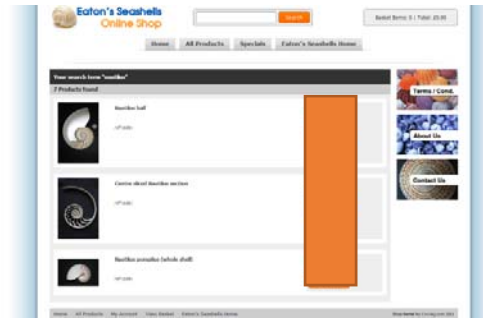 Eaton's Seashells
Online Shop
Search
Basket Items: 0 / Total: £0.00
Home All Products Specials Eaton's Seashells Home
Your search term "nautilus"
7 Products found
Nautilus half
Centre sliced Nautilus section
Nautilus pompilus (whole shell)
Terms / Cond.
About Us
Contact Us
Home All Products My Account View Basket Eaton's Seashells Home